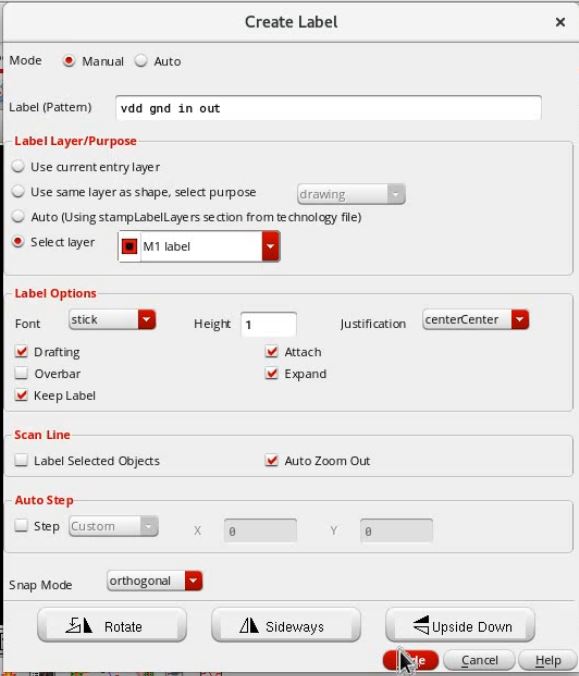 Create Label
Mode Manual Auto
Label (Pattern) vdd gnd in out
Label Layer/Purpose
Use current entry layer
Use same layer as shape, select purpose drawing
Auto (Using stampLabelLayers section from technology file)
Select layer M1 label
Label Options
Font stick Height 1 Justification centerCenter
Drafting Attach
Overbar Expand
Keep Label
Scan Line
Label Selected Objects Auto Zoom Out
Auto Step
Step Custom X 0 Y 0
Snap Mode orthogonal
Rotate Sideways Upside Down
Cancel Help